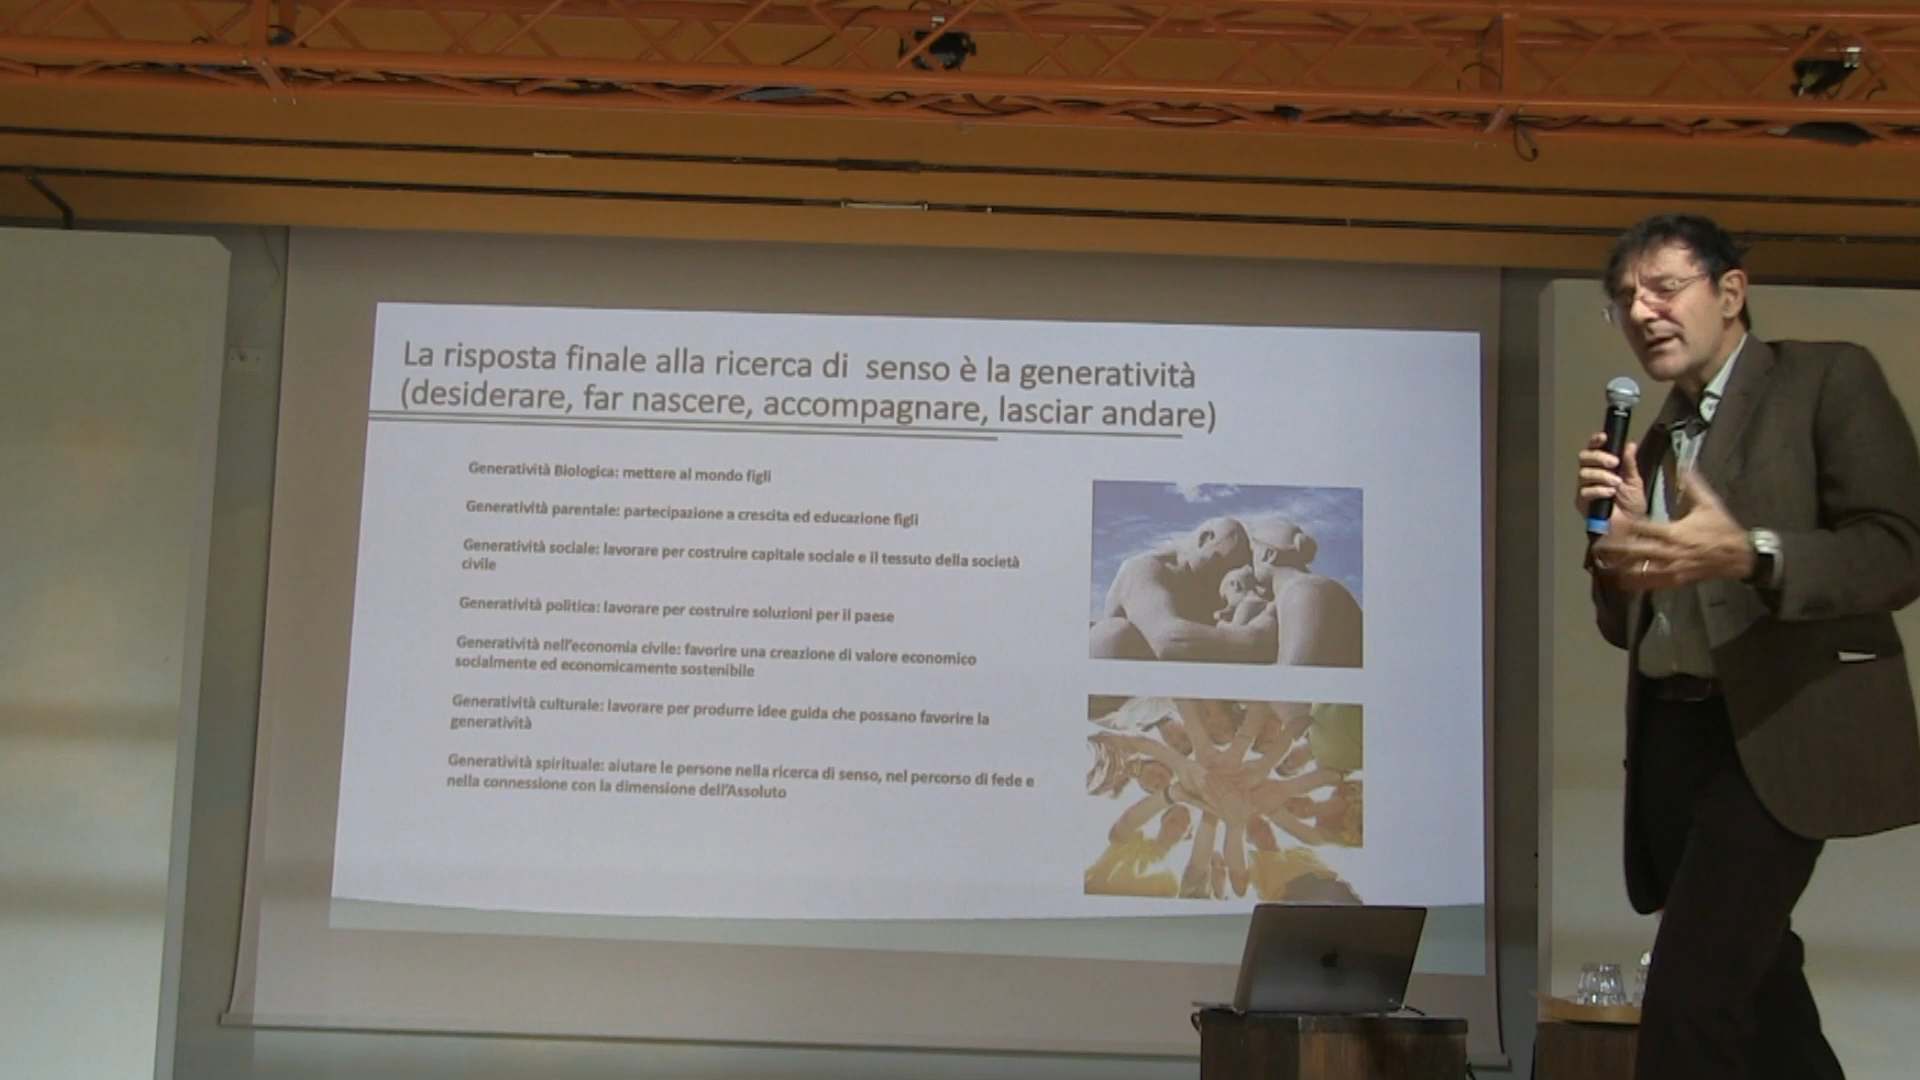 La risposta finale alla ricerca di senso è la generatività
(desiderare, far nascere, accompagnare, lasciar andare)
Generatività Biologica: mettere al mondo figli
Generatività parentale: partecipazione a crescita ed educazione figli
Generatività sociale: lavorare per costruire capitale sociale e il tessuto della società
civile
Generatività politica: lavorare per costruire soluzioni per il paese
Generatività nell'economia civile: favorire una creazione di valore economico
socialmente ed economicamente sostenibile
Generatività culturale: lavorare per produrre idee guida che possano favorire la
generatività
Generatività spirituale: aiutare le persone nella ricerca di senso, nel percorso di fede e
nella connessione con la dimensione dell'Assoluto